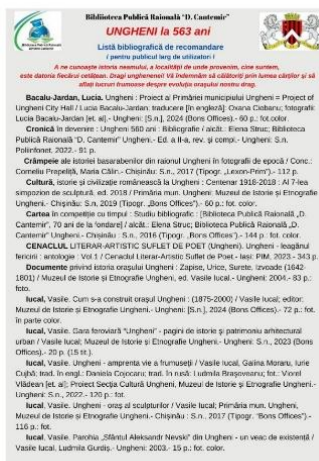 Biblioteca Publică Raională "D. Cantemir"
UNGHENI la 563 ani
Listă bibliografică de recomandare
/ pentru publicul larg de utilizatori /
A ne cunoaște istoria neamului, a localității de unde provenim, cine suntem,
este datoria fiecărui cetățean. Dragi ungheneni! Vă îndemnăm să călătoriți prin lumea cărților și să
aflați lucruri frumoase despre evoluția orașului nostru drag.
Bacalu-Jardan, Lucia. Ungheni : Proiect al Primăriei municipiului Ungheni = Project of
Ungheni City Hall / Lucia Bacalu-Jardan; traducere [în engleză]: Oxana Ciobanu; fotografii:
Lucia Bacalu-Jardan [et. al].- Ungheni: [S.n.], 2024 (Bons Offices).- 60 p.: fot.color.
Cronică în devenire : Ungheni 560 ani : Bibliografie / alcăt.: Elena Struc; Biblioteca
Publică Raională "D. Cantemir" Ungheni.- Ed. a II-a, rev. și compl.- Ungheni: S.n.
Polinfonet, 2022.- 91 p.
Crâmpeie ale istoriei basarabenilor din raionul Ungheni în fotografii de epocă / Conc.:
Corneliu Prepeliță, Maria Călin.- Chișinău: S.n., 2017 (Tipogr. „Lexon-Prim").- 112 p.
Cultură, istorie și civilizație românească la Ungheni : Centenar 1918-2018 : Al 7-lea
simpozion de sculptură, ed. 2018 / Primăria mun. Ungheni; Muzeul de Istorie și Etnografie
Ungheni.- Chișinău: S.n, 2019 (Tipogr. „Bons Offices").- 60 p.: fot. color.
Cartea în competiție cu timpul : Studiu bibliografic : [Biblioteca Publică Raională „D.
Cantemir", 70 ani de la fondare] / alcăt.: Elena Struc; Biblioteca Publică Raională „D.
Cantemir" Ungheni.- Chișinău : S.n., 2016 (Tipogr. „Bons Offices").- 144 p.: fot. color.
CENACLUL LITERAR-ARTISTIC SUFLET DE POET (Ungheni). Ungheni - leagănul
fericirii : antologie : Vol.1 / Cenaclul Literar-Artistic Suflet de Poet.- Iași: PIM, 2023.- 343 p.
Documente privind istoria orașului Ungheni : Zapise, Urice, Surete, Izvoade (1642-
1801) / Muzeul de Istorie și Etnografie Ungheni, ed. Vasile Iucal.- Ungheni: 2004.- 83 p.:
foto.
Iucal, Vasile. Cum s-a construit orașul Ungheni : (1875-2000) / Vasile Iucal; editor:
Muzeul de Istorie și Etnografie Ungheni.- Ungheni: [S.n.], 2024 (Bons Offices).- 72 p.: fot.
în parte color.
Iucal, Vasile. Gara feroviară "Ungheni" - pagini de istorie și patrimoniu arhitectural
urban / Vasile Iucal; Muzeul de Istorie și Etnografie Ungheni.- Ungheni: S.n., 2023 (Bons
Offices).- 20 p. (15 tit.).
Iucal, Vasile. Ungheni - amprenta vie a frumuseții / Vasile Iucal, Galina Moraru, Iurie
Cujbă; trad. în engl.: Daniela Cojocaru; trad. în rusă: Ludmila Brașoveanu; fot.: Viorel
Vlădean [et. al]; Proiect Secția Cultură Ungheni, Muzeul de Istorie și Etnografie Ungheni.-
Ungheni: S.n., 2022.- 120 p.: fot.
Iucal, Vasile. Ungheni - oraș al sculpturilor / Vasile Iucal; Primăria mun. Ungheni,
Muzeul de Istorie și Etnografie Ungheni.- Chișinău : S.n., 2017 (Tipogr. "Bons Offices").-
116 p.: fot.
Iucal, Vasile. Parohia „Sfântul Aleksandr Nevski" din Ungheni - un veac de existență /
Vasile Iucal, Ludmila Gurdiș.- Ungheni: 2003.- 15 p.: fot. color.